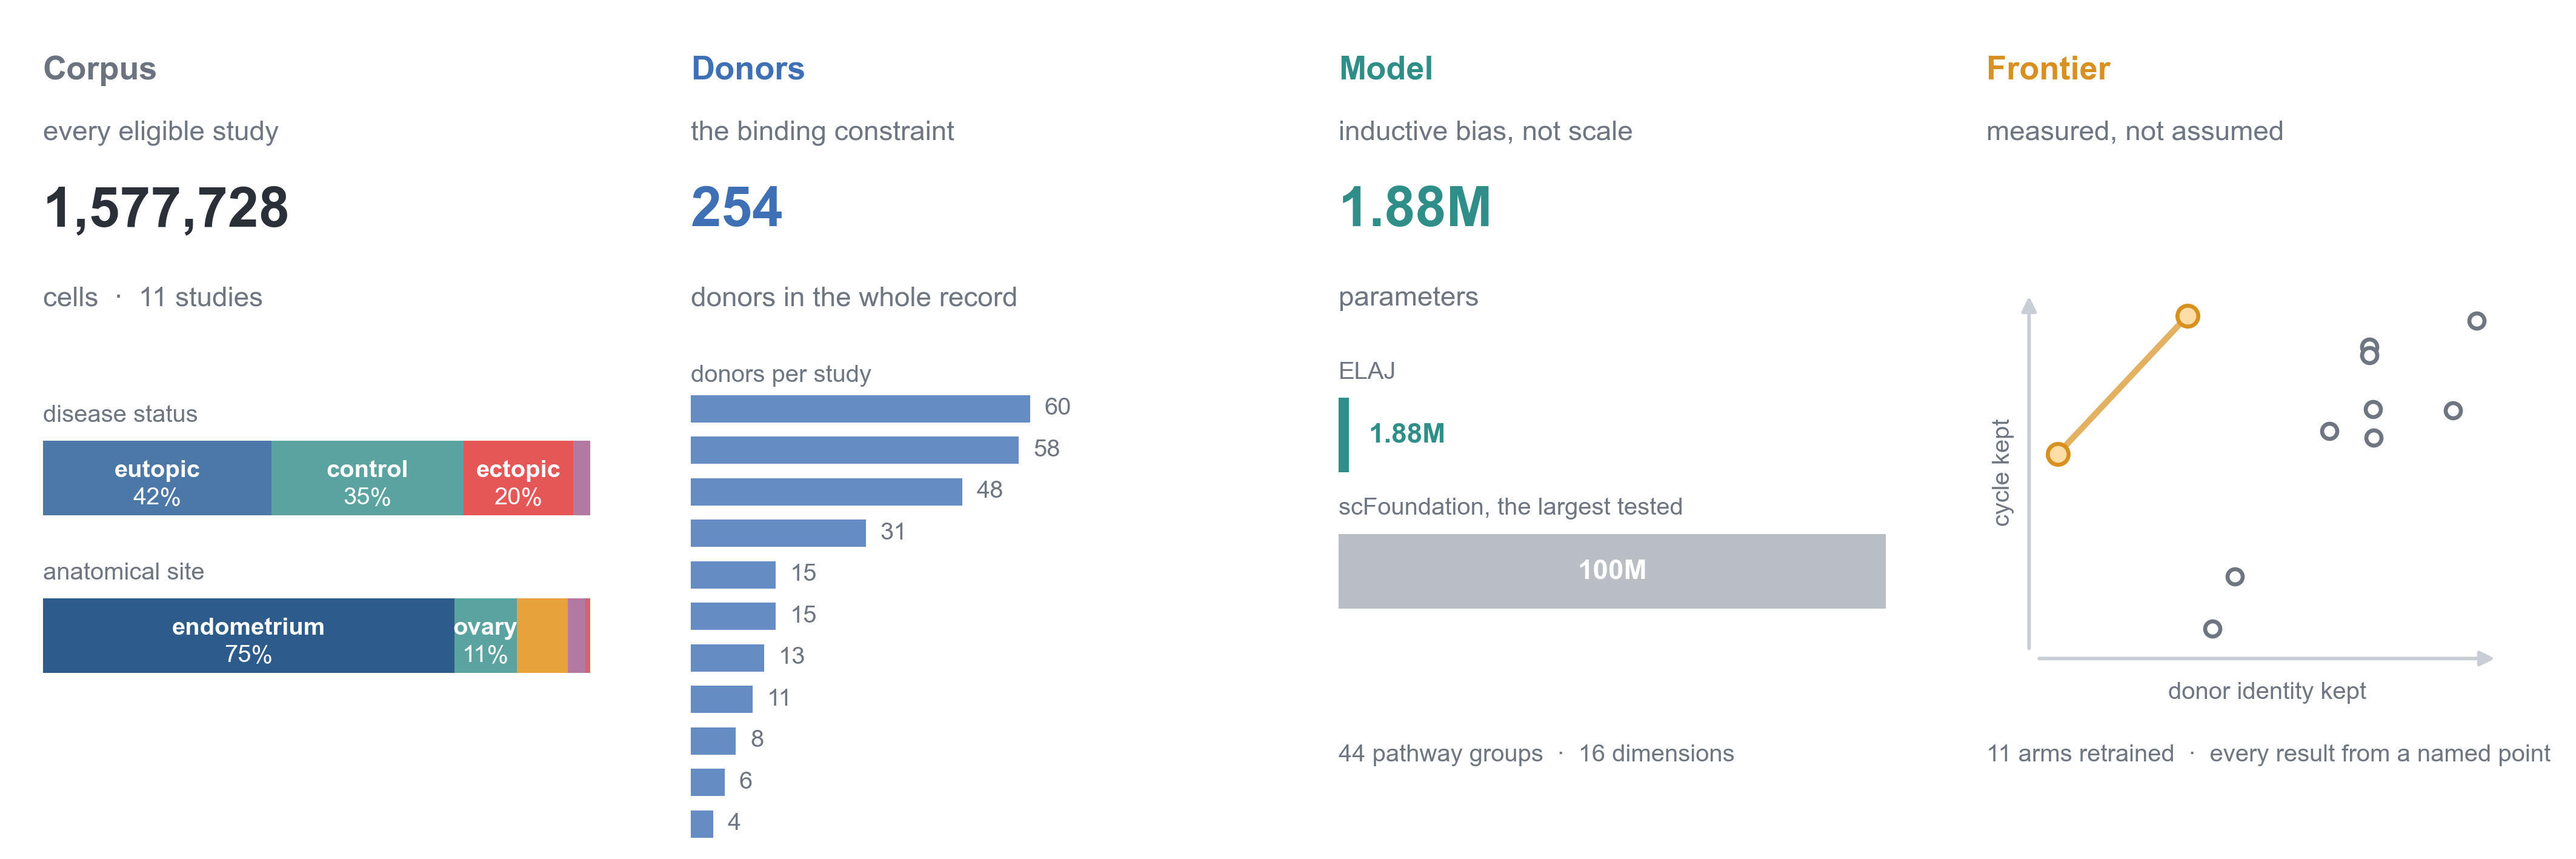 Corpus
every eligible study
1,577,728
cells · 11 studies
disease status
eutopic
42%
control
35%
ectopic
20%
anatomical site
endometrium
75%
ovary
11%
Donors
the binding constraint
254
donors in the whole record
donors per study
60
58
48
31
15
15
13
11
8
6
4
Model
inductive bias, not scale
1.88M
parameters
ELAJ
1.88M
scFoundation, the largest tested
100M
44 pathway groups · 16 dimensions
Frontier
measured, not assumed
cycle kept
donor identity kept
11 arms retrained · every result from a named point